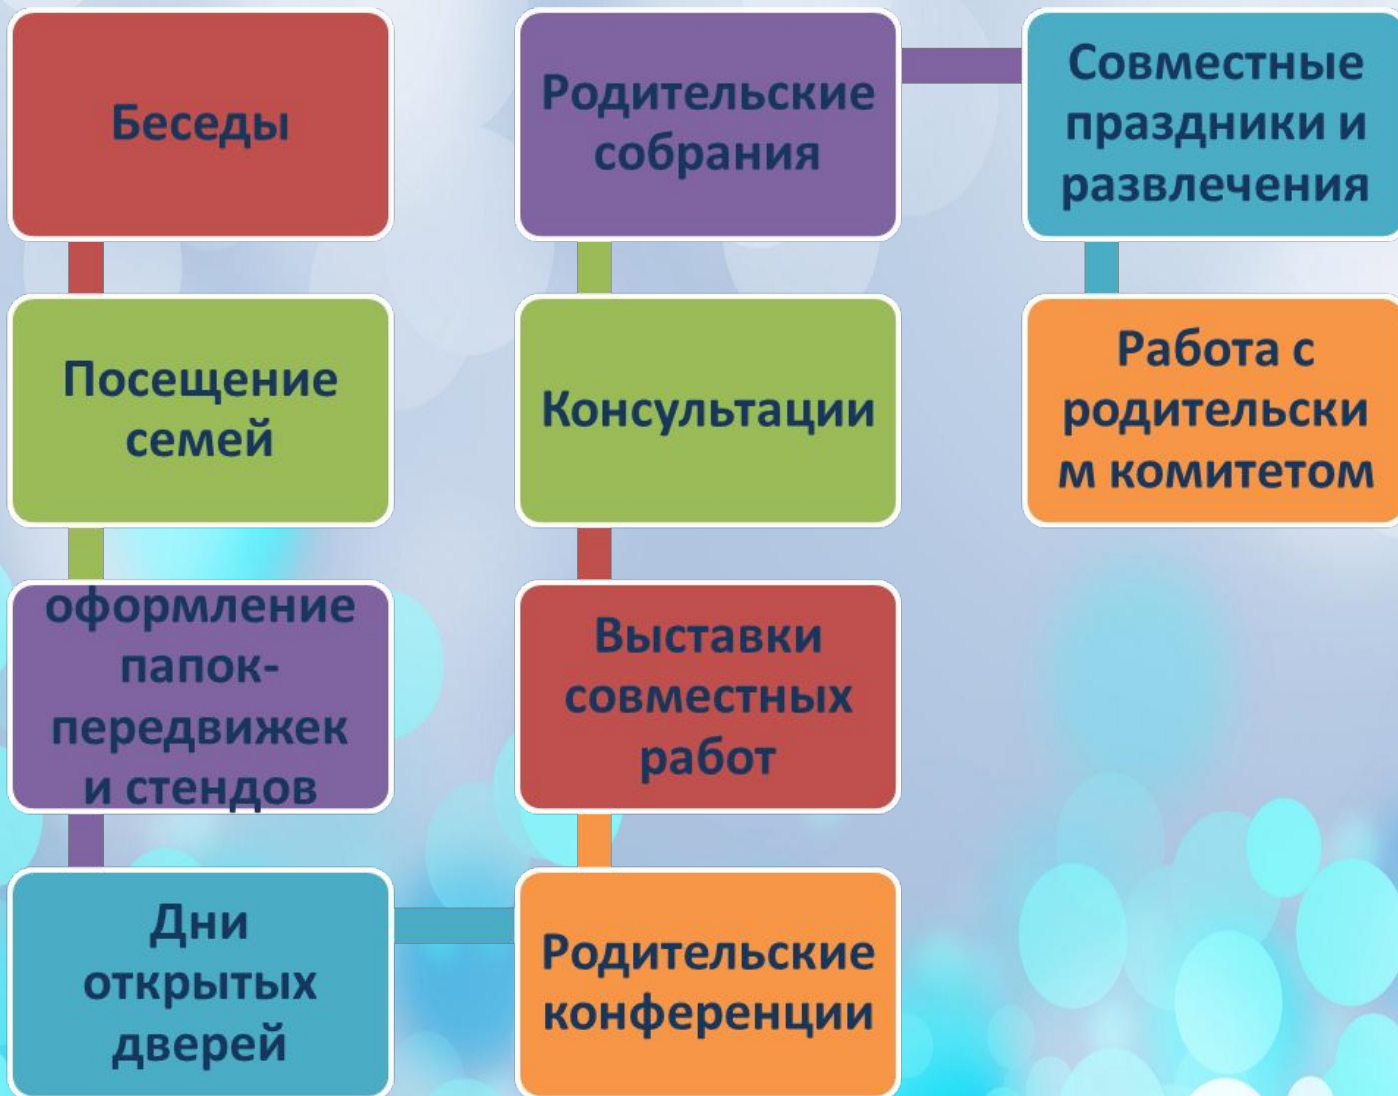 Беседы
Посещение
семей
оформление
папок-
передвижек
и стендов
Дни
открытых
дверей
Родительские
конференции
Выставки
совместных
работ
Консультации
Родительские
собрания
Совместные
праздники и
развлечения
Работа с
родительски
м комитетом